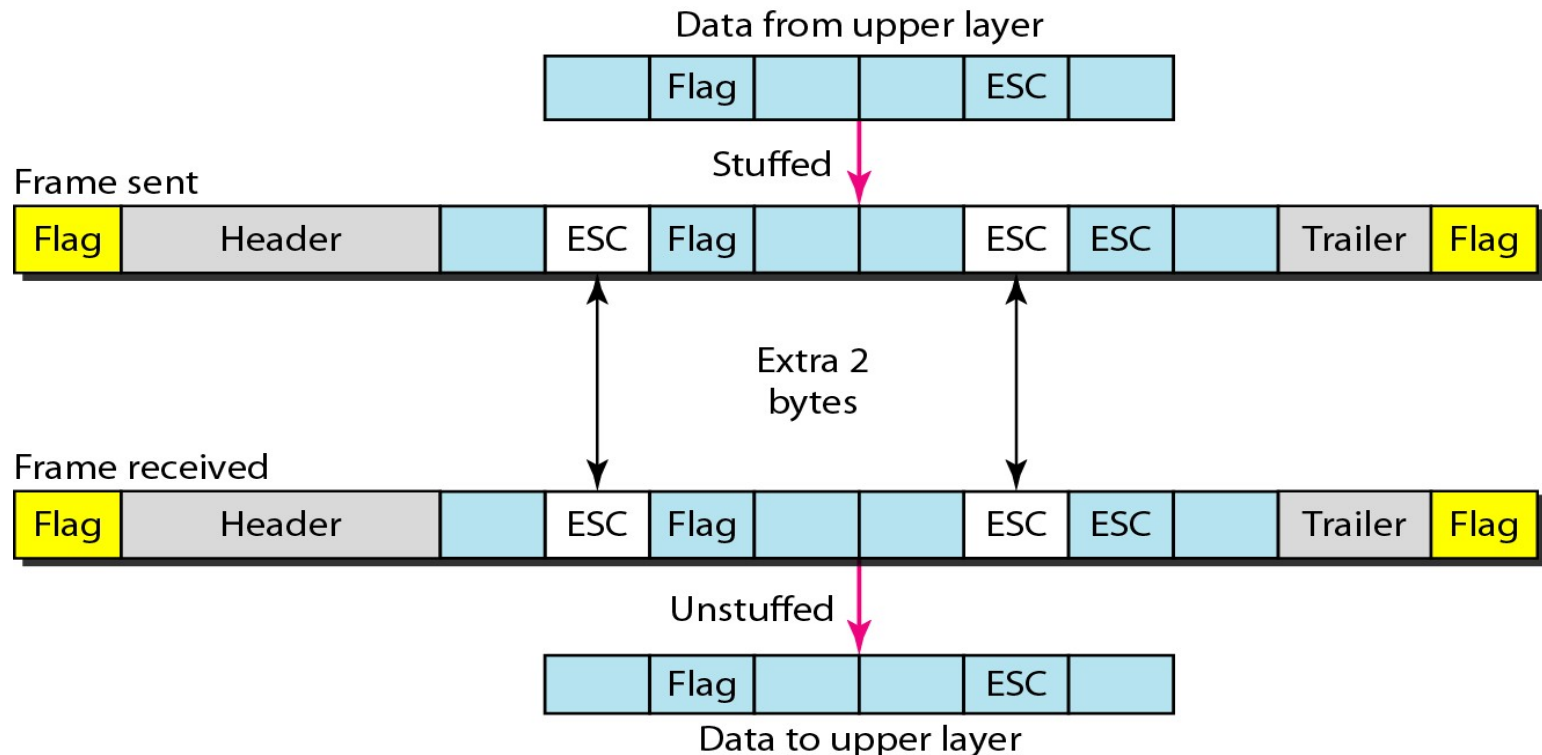 Data from upper layer
Flag ESC
Stuffed
Frame sent
Flag Header ESC Flag ESC ESC Trailer Flag
Extra 2
bytes
Frame received
Flag Header ESC Flag ESC ESC Trailer Flag
Unstuffed
Flag ESC
Data to upper layer